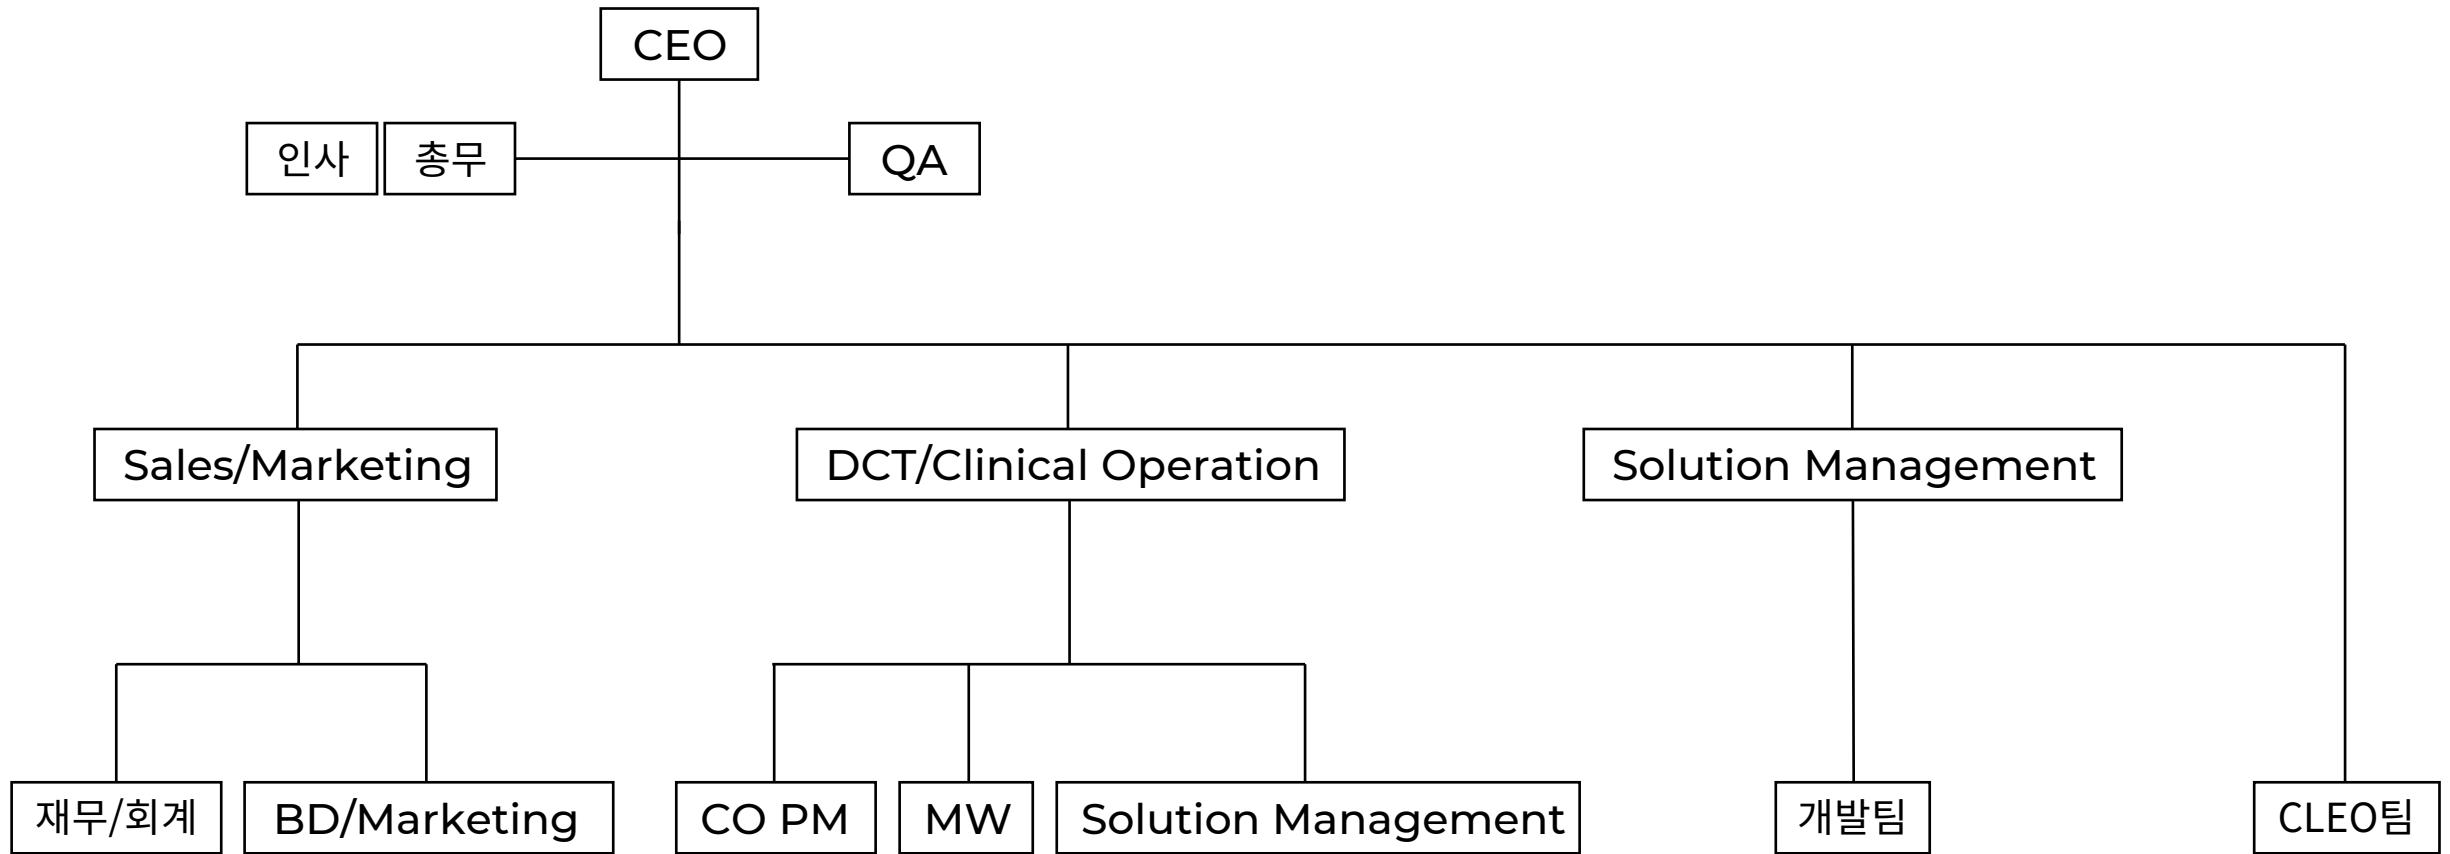 CEO
인사
총무
QA
Sales/Marketing
DCT/Clinical Operation
Solution Management
재무/회계
BD/Marketing
CO PM
MW
Solution Management
개발팀
CLEO팀